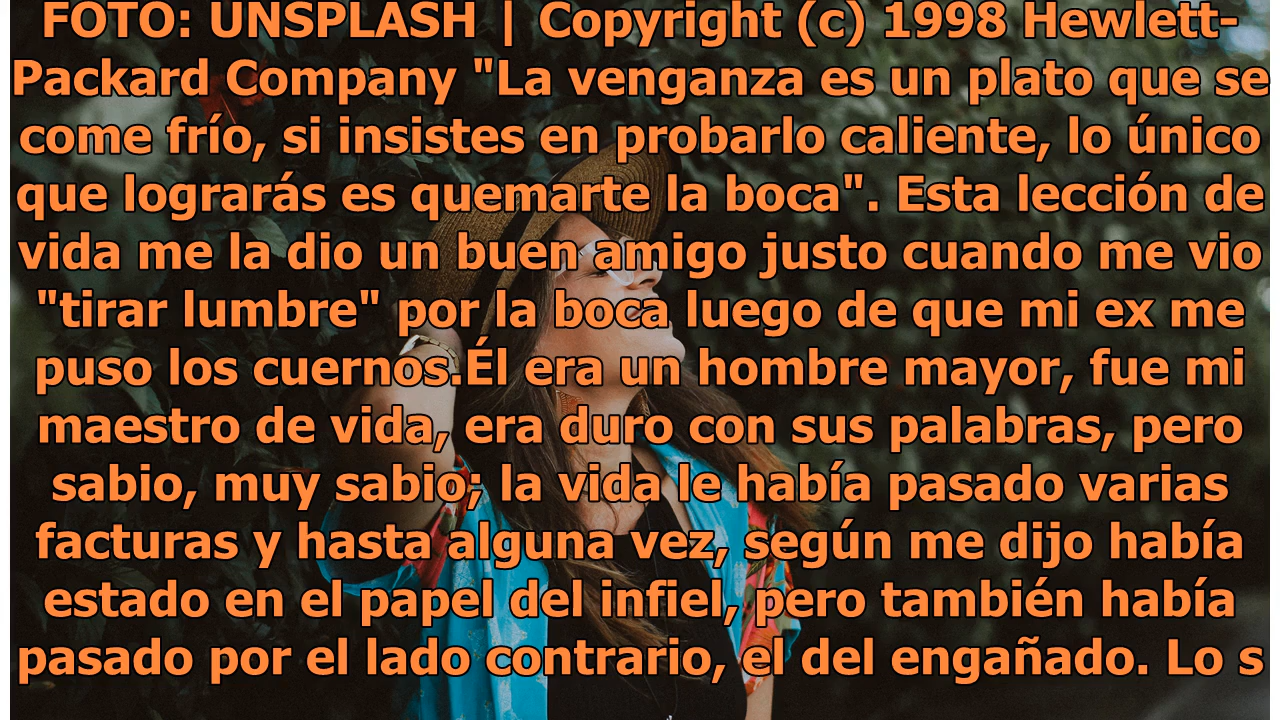 FOTO: UNSPLASH | Copyright (c) 1998 Hewlett-
Packard Company "La venganza es un plato que se
come frío, si insistes en probarlo caliente, lo único
que lograrás es quemarte la boca". Esta lección de
vida me la dio un buen amigo justo cuando me vio
"tirar lumbre" por la boca luego de que mi ex me
puso los cuernos.Él era un hombre mayor, fue mi
maestro de vida, era duro con sus palabras, pero
sabio, muy sabio; la vida le había pasado varias
facturas y hasta alguna vez, según me dijo había
estado en el papel del infiel, pero también había
pasado por el lado contrario, el del engañado. Lo s